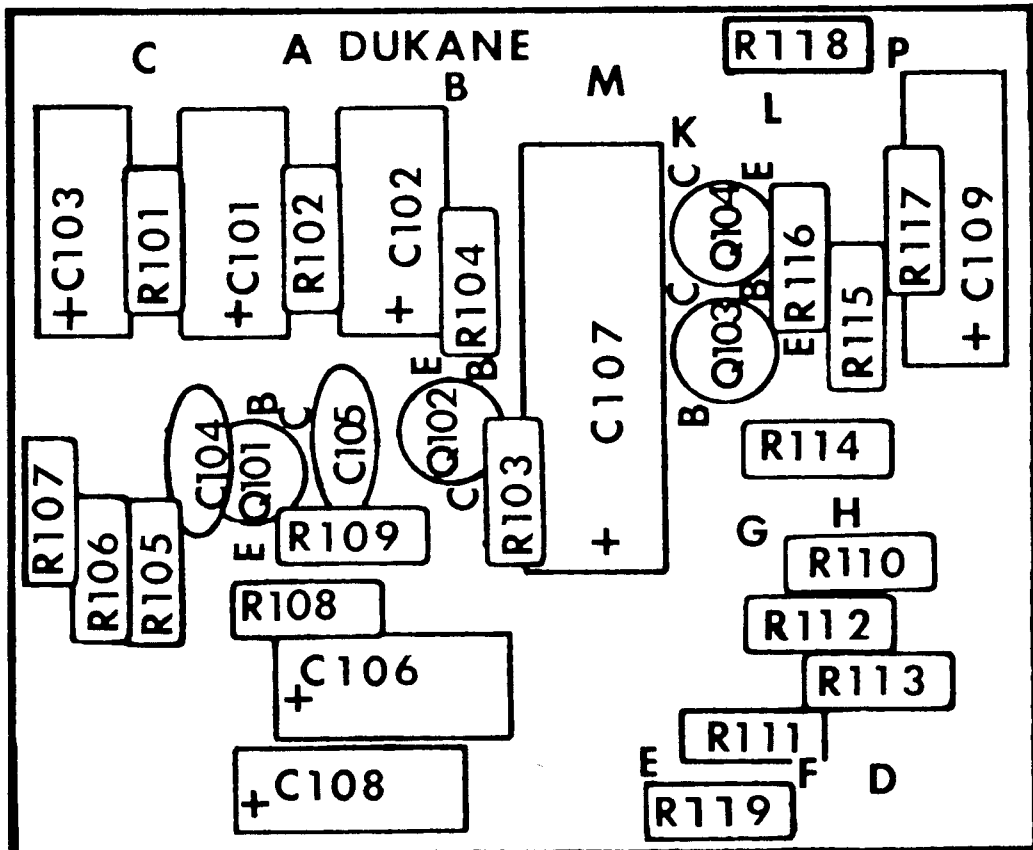 C A DUKANE M R118 P
B L
K
C E
+C103 R101 +C101 R102 +C102 R104
Q104 R116 R117 +C109
C B
Q103 E R115
B
E B
C107 +
C104 Q101 B C C105 Q102 C R103
R114
R107 R106 R105
E R109
G H
R110
R108
R112
+C106
R113
R111
E F D
+C108
R119